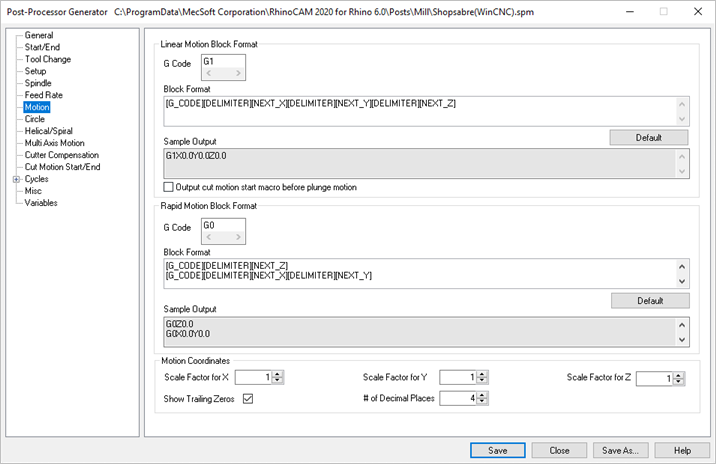 Post-Processor Generator C:\ProgramData\MecSoft Corporation\RhinoCAM 2020 for Rhino 6.0\Posts\Mill\Shopsabre(WinCNC).spm
General
Start/End
Tool Change
Setup
Spindle
Feed Rate
Motion
Circle
Helical/Spiral
Multi Axis Motion
Cutter Compensation
Cut Motion Start/End
Cycles
Misc
Variables
Linear Motion Block Format
G Code G1
Block Format
[G_CODE][DELIMITER][NEXT_X][DELIMITER][NEXT_Y][DELIMITER][NEXT_Z]
Default
Sample Output
G1X0.0Y0.0Z0.0
Output cut motion start macro before plunge motion
Rapid Motion Block Format
G Code G0
Block Format
[G_CODE][DELIMITER][NEXT_Z]
[G_CODE][DELIMITER][NEXT_X][DELIMITER][NEXT_Y]
Default
Sample Output
G0Z0.0
G0X0.0Y0.0
Motion Coordinates
Scale Factor for X 1 Scale Factor for Y 1 Scale Factor for Z 1
Show Trailing Zeros # of Decimal Places 4
Save Close Save As... Help